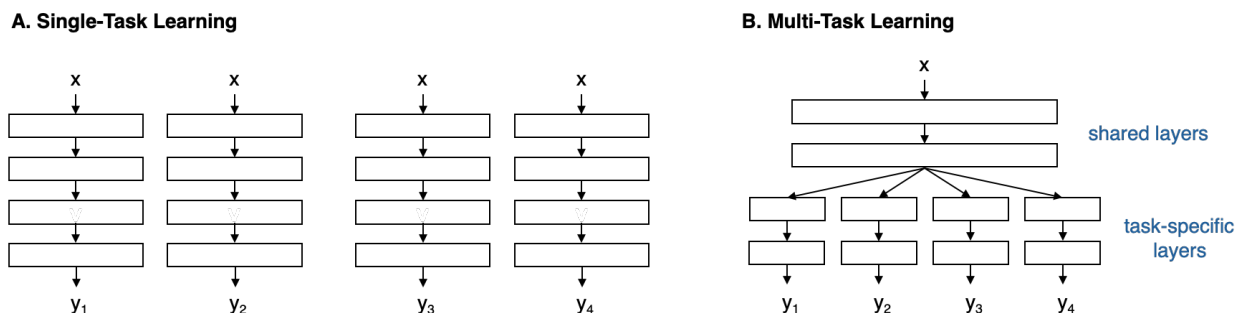 A. Single-Task Learning
x
x
x
x
y₁
y₂
y₃
y₄
B. Multi-Task Learning
x
shared layers
task-specific
layers
y₁
y₂
y₃
y₄